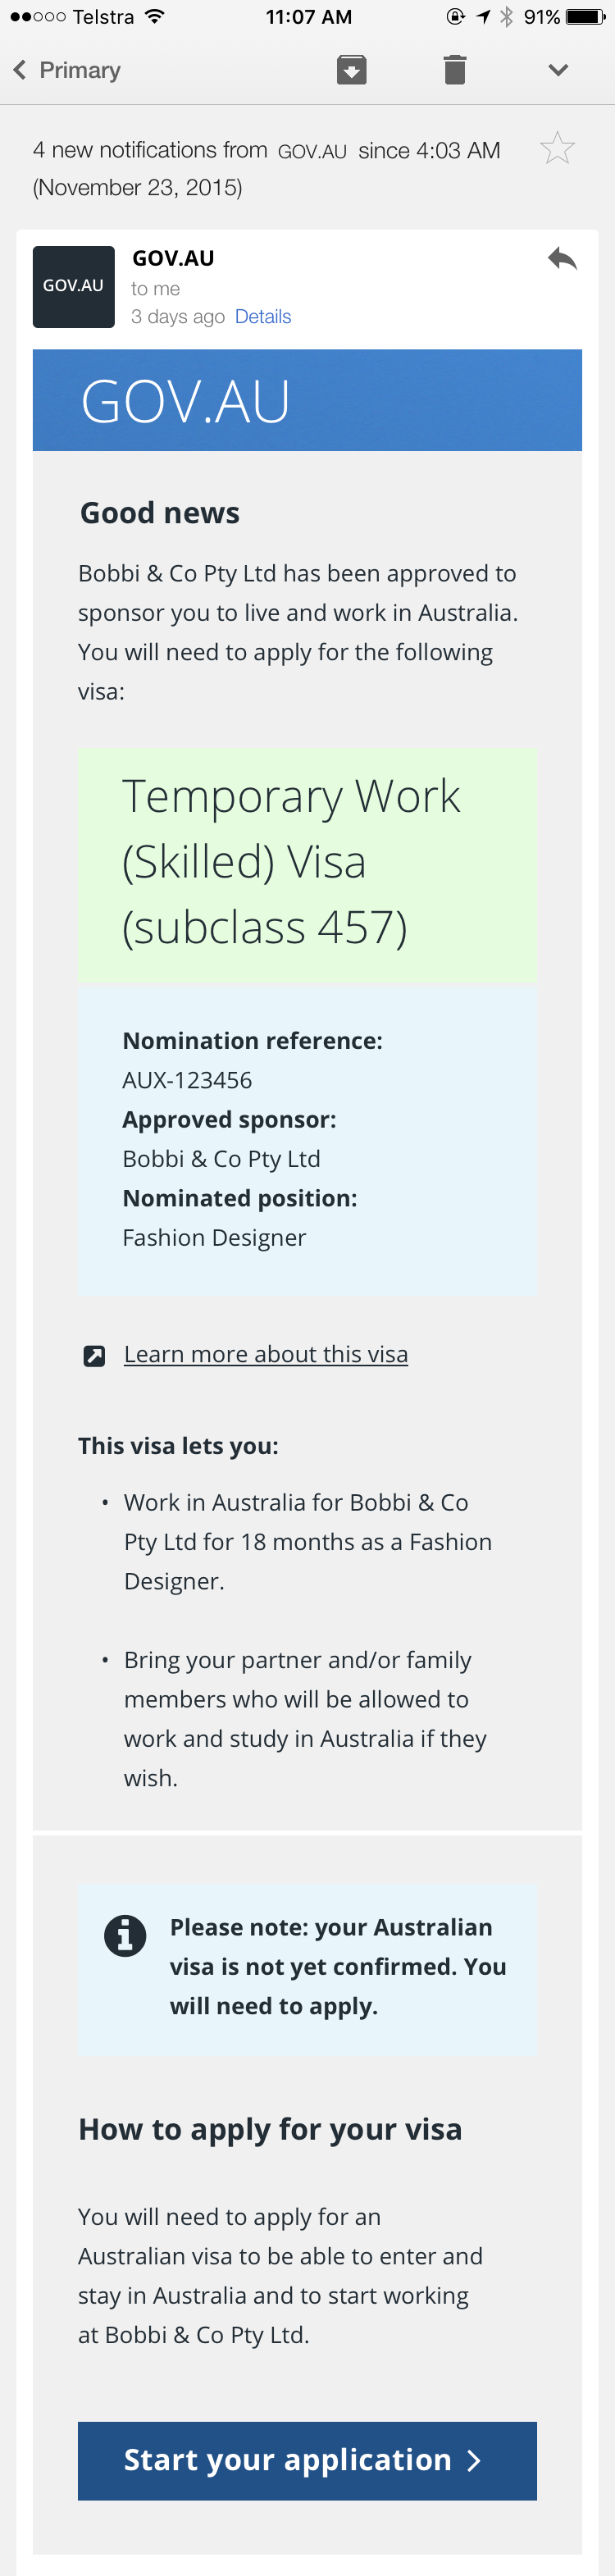 Telstra 11:07 AM 91%
Primary
4 new notifications from GOV.AU since 4:03 AM
(November 23, 2015)
GOV.AU
GOV.AU
to me
3 days ago Details
GOV.AU
Good news
Bobbi & Co Pty Ltd has been approved to
sponsor you to live and work in Australia.
You will need to apply for the following
visa:
Temporary Work
(Skilled) Visa
(subclass 457)
Nomination reference:
AUX-123456
Approved sponsor:
Bobbi & Co Pty Ltd
Nominated position:
Fashion Designer
Learn more about this visa
This visa lets you:
• Work in Australia for Bobbi & Co
Pty Ltd for 18 months as a Fashion
Designer.
• Bring your partner and/or family
members who will be allowed to
work and study in Australia if they
wish.
Please note: your Australian
visa is not yet confirmed. You
will need to apply.
How to apply for your visa
You will need to apply for an
Australian visa to be able to enter and
stay in Australia and to start working
at Bobbi & Co Pty Ltd.
Start your application >